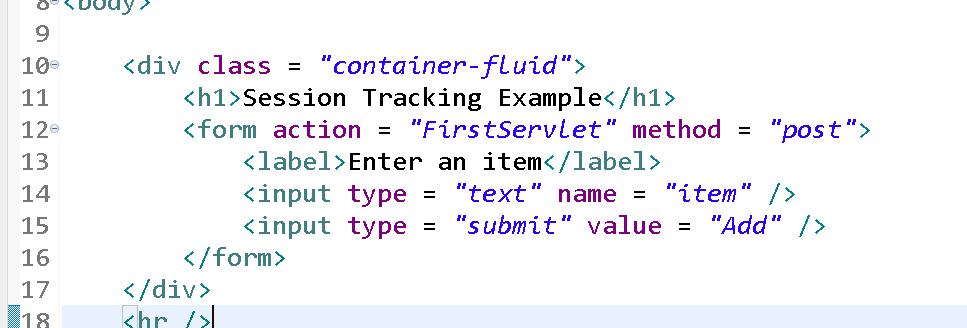 8 <body>
9
10 <div class = "container-fluid">
11 <h1>Session Tracking Example</h1>
12 <form action = "FirstServlet" method = "post">
13 <label>Enter an item</label>
14 <input type = "text" name = "item" />
15 <input type = "submit" value = "Add" />
16 </form>
17 </div>
18 <hr />